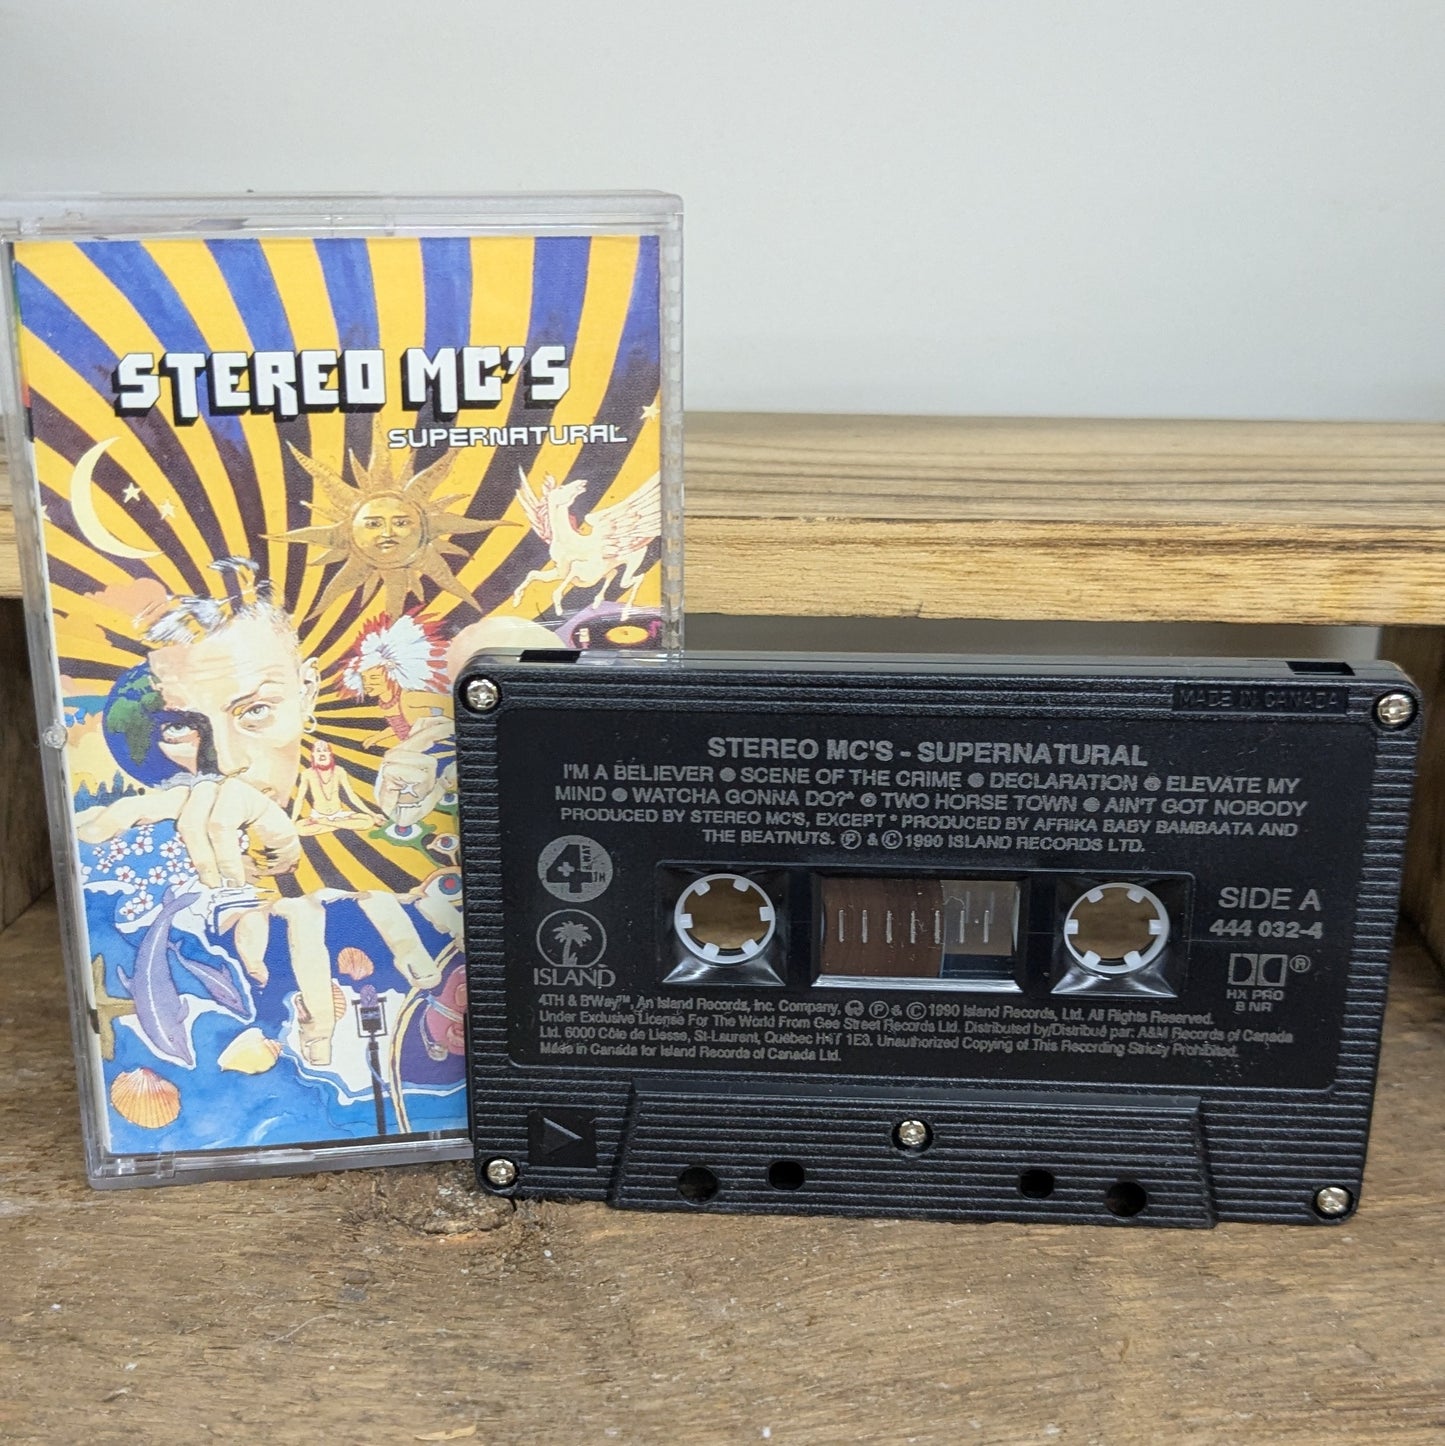 STEREO MC'S
SUPERNATURAL
MADE IN CANADA
STEREO MC'S - SUPERNATURAL
I'M A BELIEVER ● SCENE OF THE CRIME ● DECLARATION ● ELEVATE MY
MIND ● WATCHA GONNA DO?* ● TWO HORSE TOWN ● AIN'T GOT NOBODY
PRODUCED BY STEREO MC'S, EXCEPT * PRODUCED BY AFRIKA BABY BAMBAATA AND
THE BEATNUTS. Ⓟ & © 1990 ISLAND RECORDS LTD.
4TH & B'WAY
ISLAND
SIDE A
444 032-4
HX PRO
B NR
4TH & B'Way™, An Island Records, Inc. Company, Ⓟ & © 1990 Island Records, Ltd. All Rights Reserved.
Under Exclusive License For The World From Gee Street Records Ltd. Distributed by/Distribué par: A&M Records of Canada
Ltd. 6000 Côte de Liesse, St-Laurent, Québec H4T 1E3. Unauthorized Copying of This Recording Strictly Prohibited.
Made in Canada for Island Records of Canada Ltd.